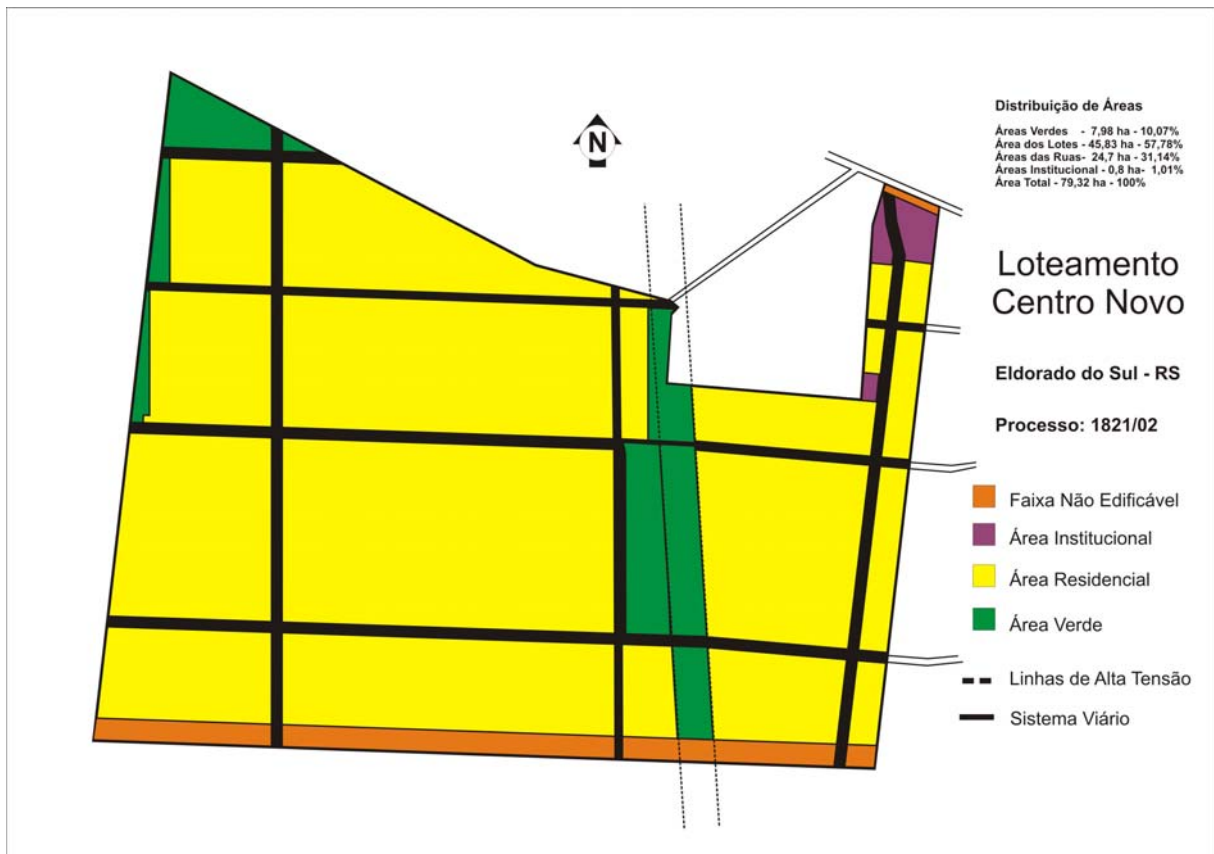 N
Distribuição de Áreas
Áreas Verdes - 7,98 ha - 10,07%
Área dos Lotes - 45,83 ha - 57,78%
Áreas das Ruas- 24,7 ha - 31,14%
Áreas Institucional - 0,8 ha- 1,01%
Área Total - 79,32 ha - 100%
Loteamento
Centro Novo
Eldorado do Sul - RS
Processo: 1821/02
Faixa Não Edificável
Área Institucional
Área Residencial
Área Verde
Linhas de Alta Tensão
Sistema Viário